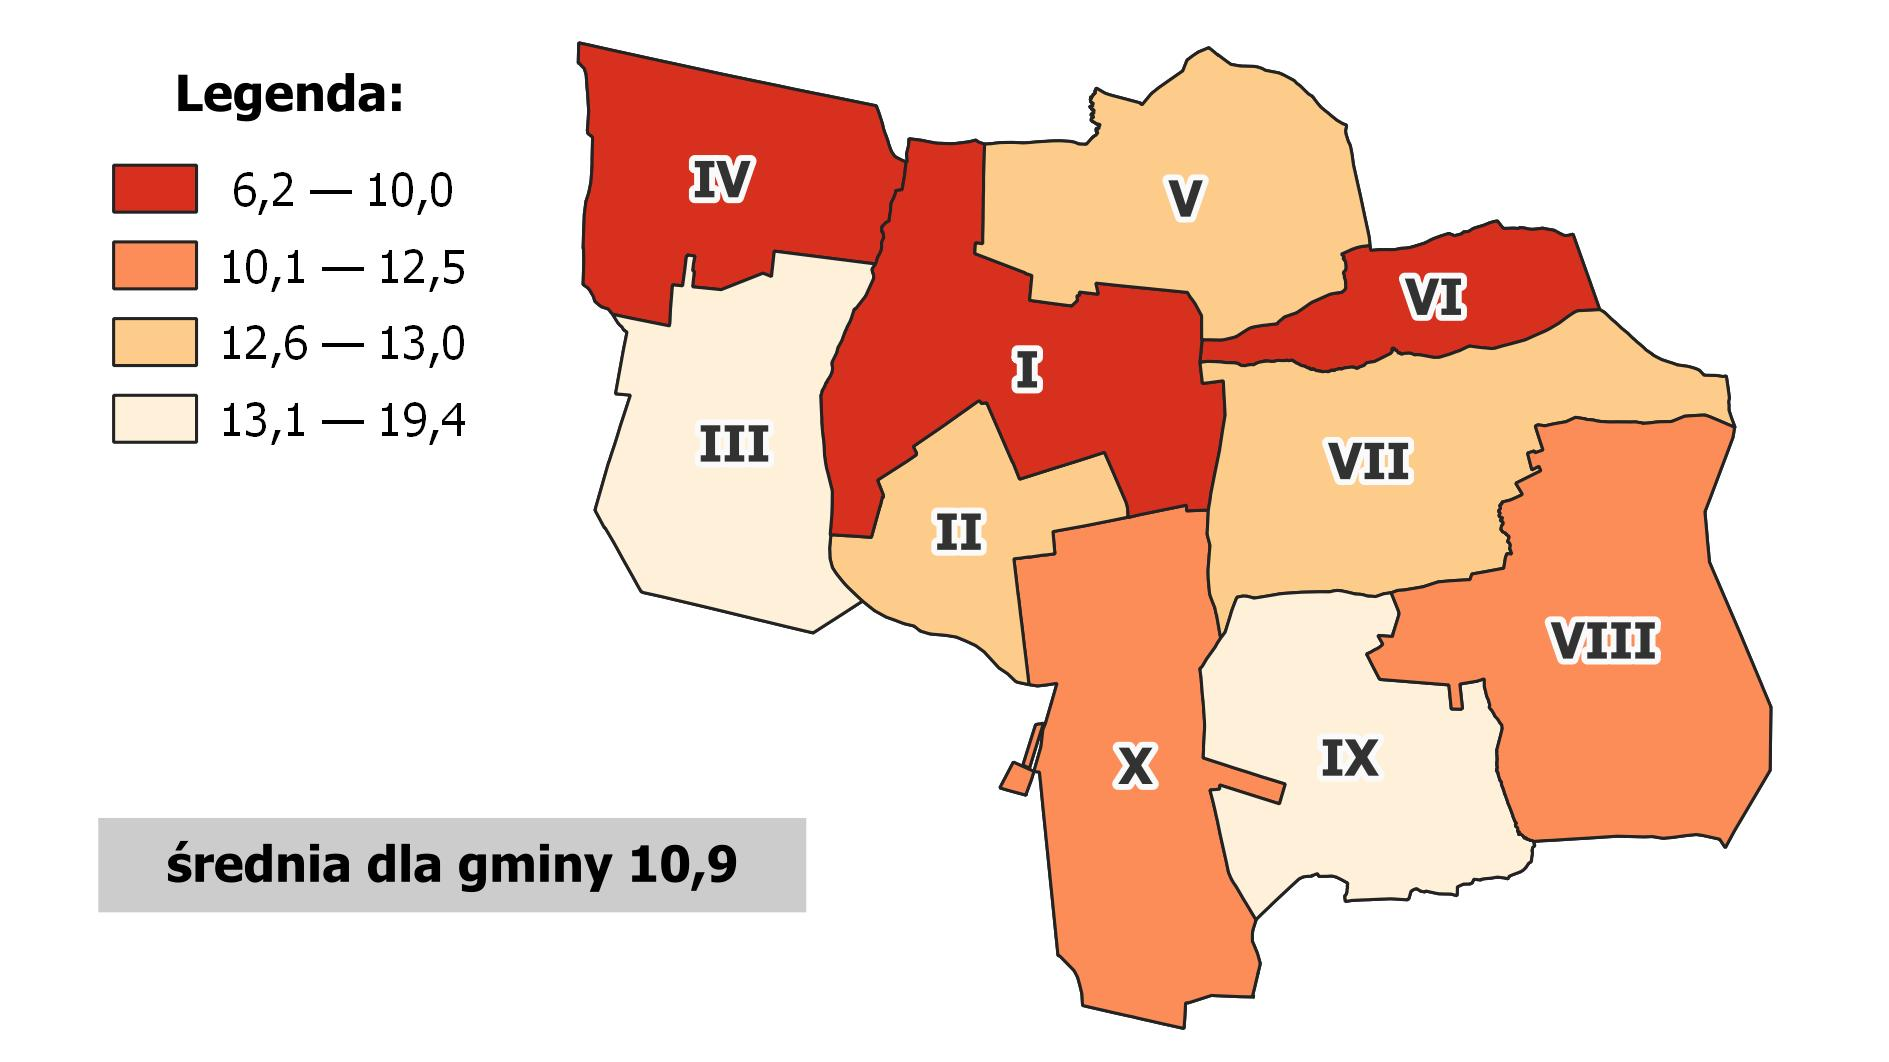 Legenda:
6,2 — 10,0
10,1 — 12,5
12,6 — 13,0
13,1 — 19,4
IV
V
VI
I
III
VII
II
VIII
IX
X
średnia dla gminy 10,9